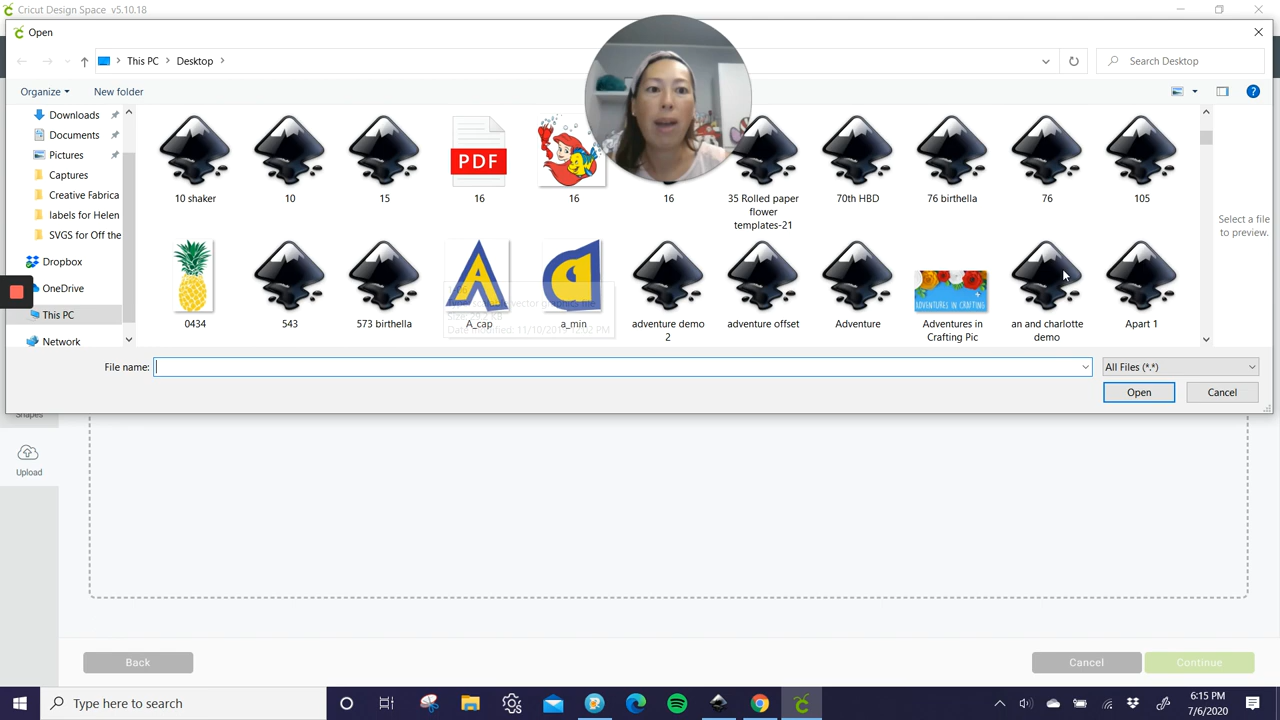 Cricut Design Space v5.10.18
Open
This PC
Desktop
Search Desktop
Organize
New folder
Downloads
Documents
Pictures
Captures
Creative Fabrica
labels for Helen
SVGS for Off the
Dropbox
OneDrive
This PC
Network
PDF
10 shaker
10
15
16
16
16
35 Rolled paper
flower
templates-21
70th HBD
76 birthella
76
105
0434
543
573 birthella
A_cap
a_min
adventure demo
2
adventure offset
Adventure
ADVENTURES IN CRAFTING
Adventures in
Crafting Pic
an and charlotte
demo
Apart 1
Select a file
to preview.
File name:
All Files (*.*)
Open
Cancel
Shapes
Upload
Back
Cancel
Continue
Type here to search
6:15 PM
7/6/2020